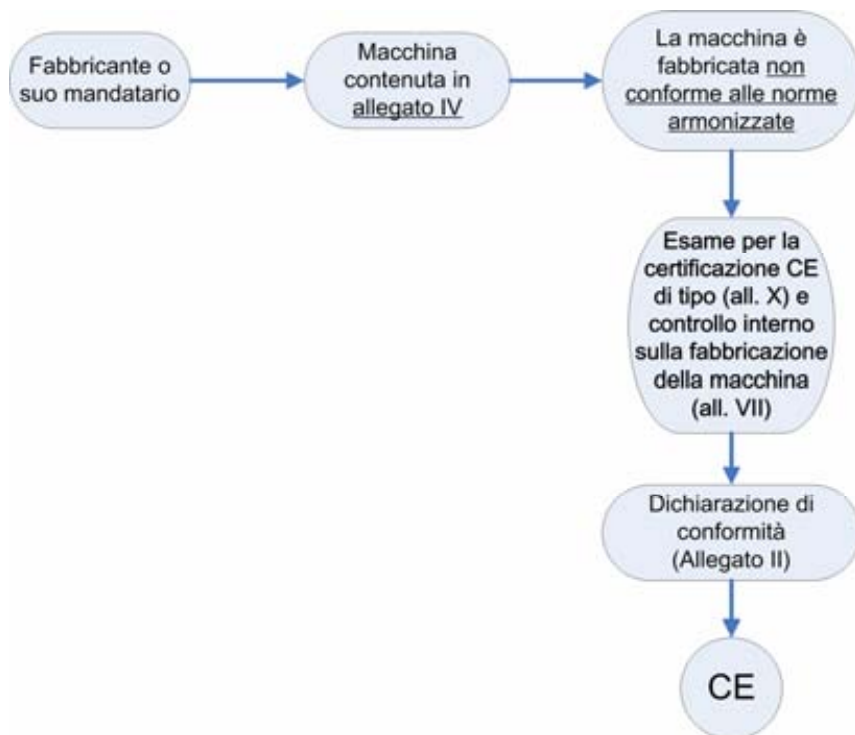 Fabbricante o
suo mandatario
Macchina
contenuta in
allegato IV
La macchina è
fabbricata non
conforme alle norme
armonizzate
Esame per la
certificazione CE
di tipo (all. X) e
controllo interno
sulla fabbricazione
della macchina
(all. VII)
Dichiarazione di
conformità
(Allegato II)
CE